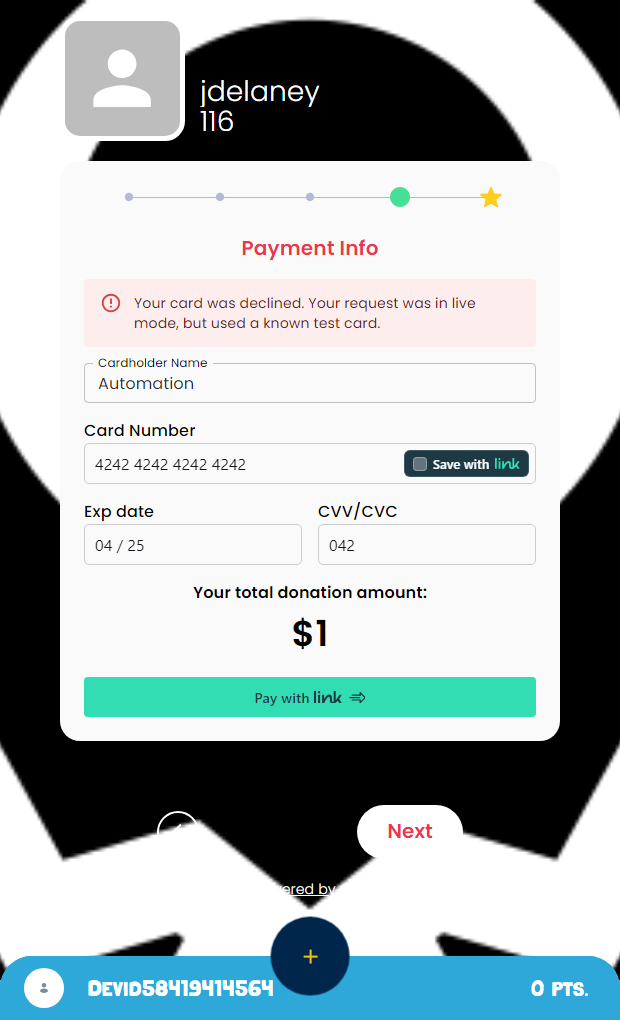 jdelaney
116
Payment Info
Your card was declined. Your request was in live
mode, but used a known test card.
Cardholder Name
Automation
Card Number
4242 4242 4242 4242
Save with link
Exp date
CVV/CVC
04 / 25
042
Your total donation amount:
$1
Pay with link
Next
ered by
Devid58419414564
0 pts.